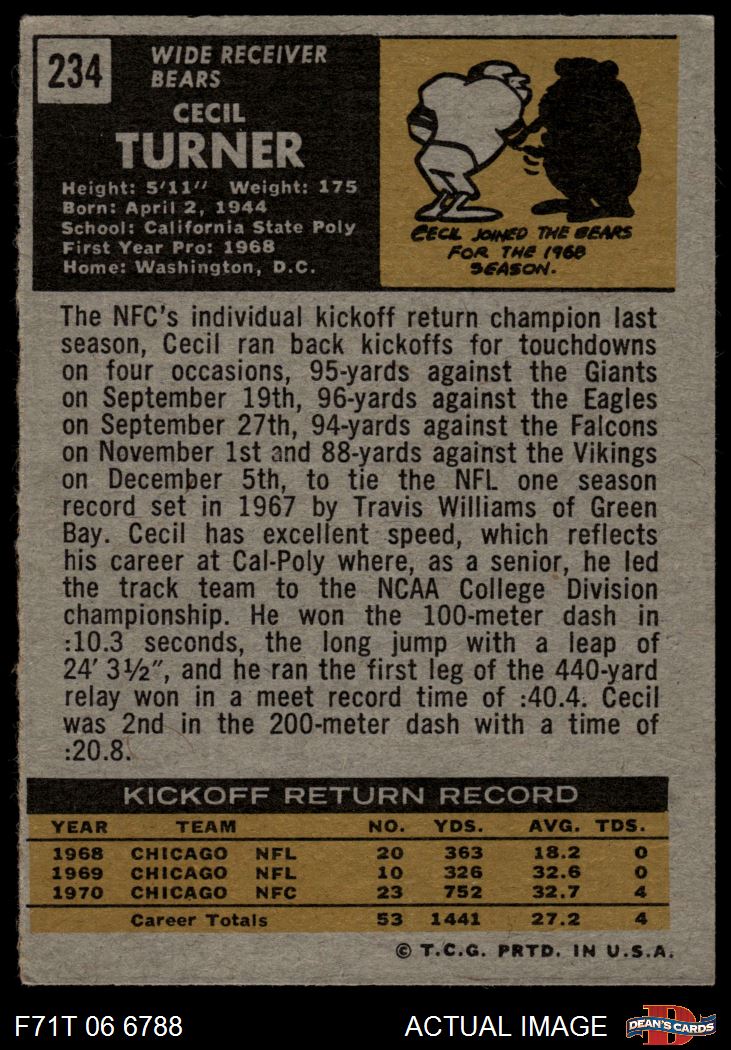 234
WIDE RECEIVER
BEARS
CECIL
TURNER
Height: 5'11" Weight: 175
Born: April 2, 1944
School: California State Poly
First Year Pro: 1968
Home: Washington, D.C.
CECIL JOINED THE BEARS
FOR THE 1968
SEASON.
The NFC's individual kickoff return champion last
season, Cecil ran back kickoffs for touchdowns
on four occasions, 95-yards against the Giants
on September 19th, 96-yards against the Eagles
on September 27th, 94-yards against the Falcons
on November 1st and 88-yards against the Vikings
on December 5th, to tie the NFL one season
record set in 1967 by Travis Williams of Green
Bay. Cecil has excellent speed, which reflects
his career at Cal-Poly where, as a senior, he led
the track team to the NCAA College Division
championship. He won the 100-meter dash in
:10.3 seconds, the long jump with a leap of
24' 3½", and he ran the first leg of the 440-yard
relay won in a meet record time of :40.4. Cecil
was 2nd in the 200-meter dash with a time of
:20.8.
KICKOFF RETURN RECORD
YEAR TEAM NO. YDS. AVG. TDS.
1968 CHICAGO NFL 20 363 18.2 0
1969 CHICAGO NFL 10 326 32.6 0
1970 CHICAGO NFC 23 752 32.7 4
Career Totals 53 1441 27.2 4
© T.C.G. PRTD. IN U.S.A.
F71T 06 6788 ACTUAL IMAGE DEAN'S CARDS